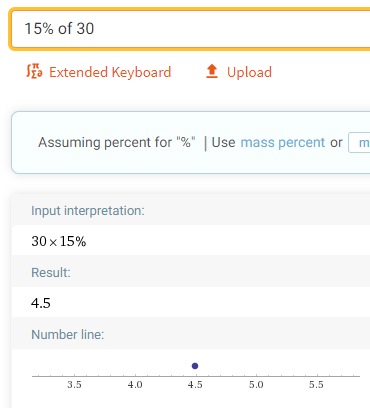 15% of 30
Extended Keyboard Upload
Assuming percent for "%" | Use mass percent or m
Input interpretation:
30×15%
Result:
4.5
Number line:
3.5 4.0 4.5 5.0 5.5